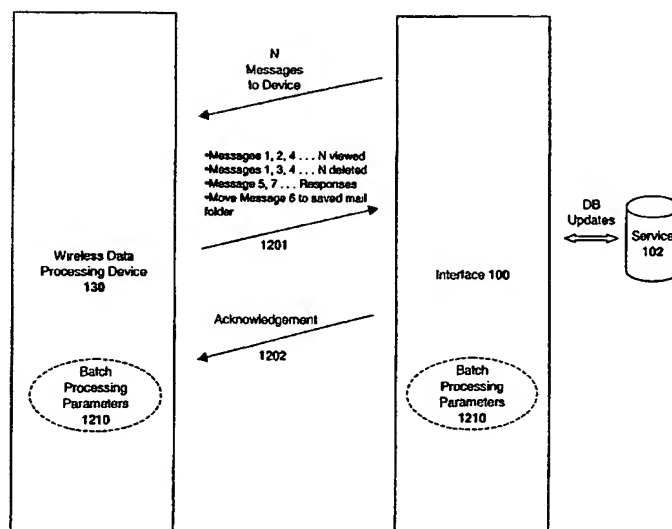 N
Messages
to Device
•Messages 1, 2, 4 . . . N viewed
•Messages 1, 3, 4 . . . N deleted
•Message 5, 7 . . . Responses
•Move Message 6 to saved mail
folder
1201
DB
Updates
Service
102
Wireless Data
Processing Device
130
Interface 100
Acknowledgement
1202
Batch
Processing
Parameters
1210
Batch
Processing
Parameters
1210